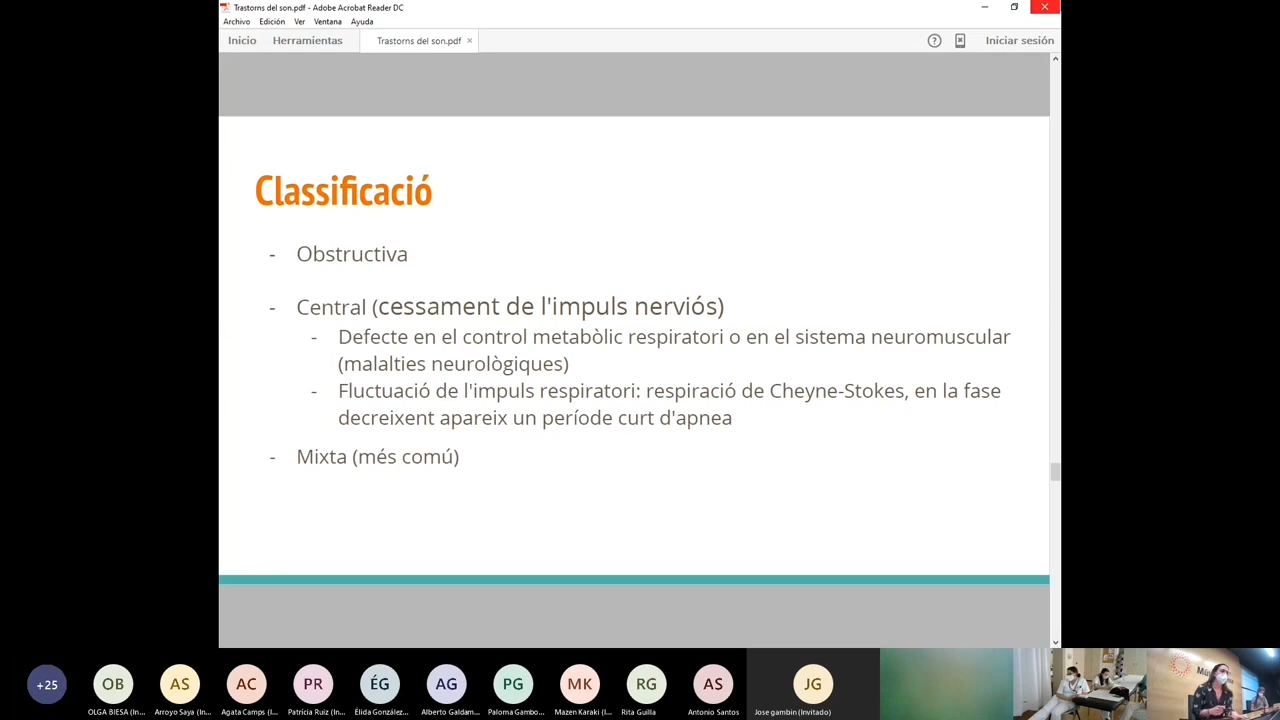 Trastorns del son.pdf - Adobe Acrobat Reader DC
Archivo Edición Ver Ventana Ayuda
Inicio Herramientas Trastorns del son.pdf × Iniciar sesión
Classificació
- Obstructiva
- Central (cessament de l'impuls nerviós)
- Defecte en el control metabòlic respiratori o en el sistema neuromuscular
(malalties neurològiques)
- Fluctuació de l'impuls respiratori: respiració de Cheyne-Stokes, en la fase
decreixent apareix un període curt d'apnea
- Mixta (més comú)
+25 OB AS AC PR ÉG AG PG MK RG AS JG
OLGA BIESA (In... Arroyo Saya (In... Agata Camps (I... Patrícia Ruiz (In... Élida González... Alberto Galdam... Paloma Gambo... Mazen Karaki (I... Rita Guilla Antonio Santos Jose gambin (Invitado)